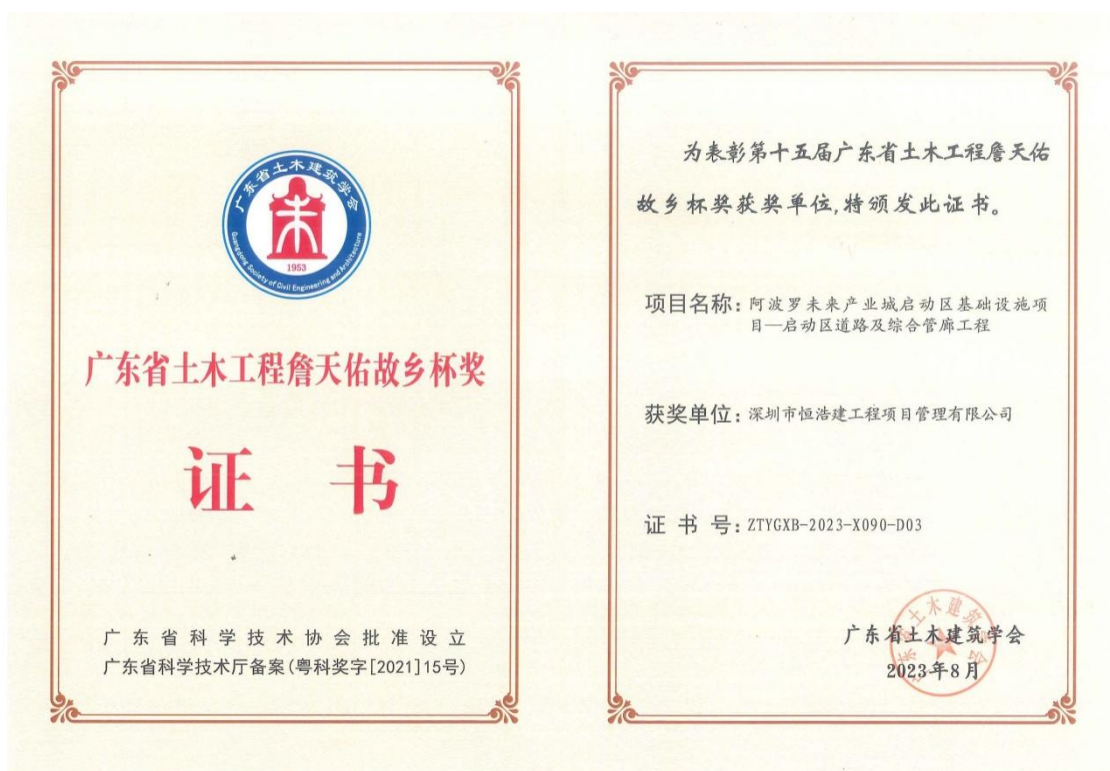 广东省土木建筑学会
1953
Guangdong Society of Civil Engineering and Architecture
广东省土木工程詹天佑故乡杯奖
证 书
广东省科学技术协会批准设立
广东省科学技术厅备案(粤科奖字[2021]15号)
为表彰第十五届广东省土木工程詹天佑
故乡杯奖获奖单位,特颁发此证书。
项目名称:阿波罗未来产业城启动区基础设施项
目—启动区道路及综合管廊工程
获奖单位:深圳市恒浩建工程项目管理有限公司
证 书 号:ZTYGXB-2023-X090-D03
广东省土木建筑学会
广东省土木建筑学会
2023年8月